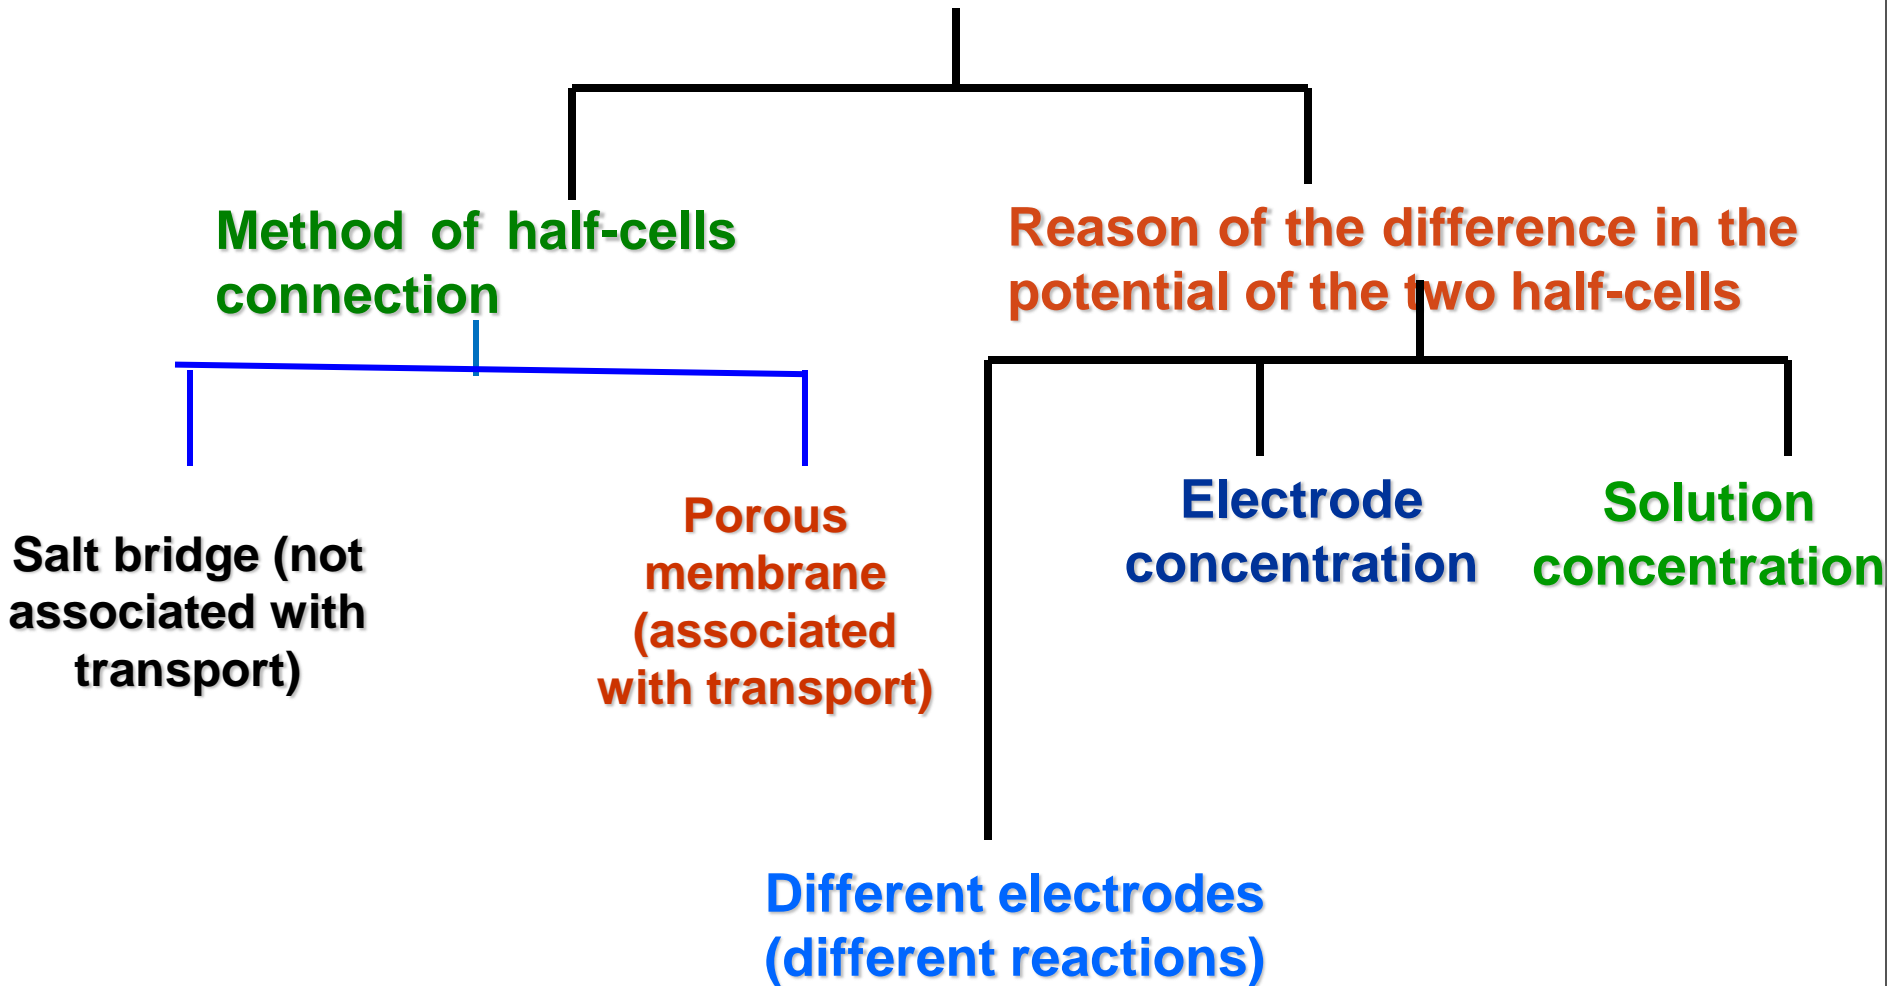 Method of half-cells
connection
Reason of the difference in the
potential of the two half-cells
Salt bridge (not
associated with
transport)
Porous
membrane
(associated
with transport)
Electrode
concentration
Solution
concentration
Different electrodes
(different reactions)